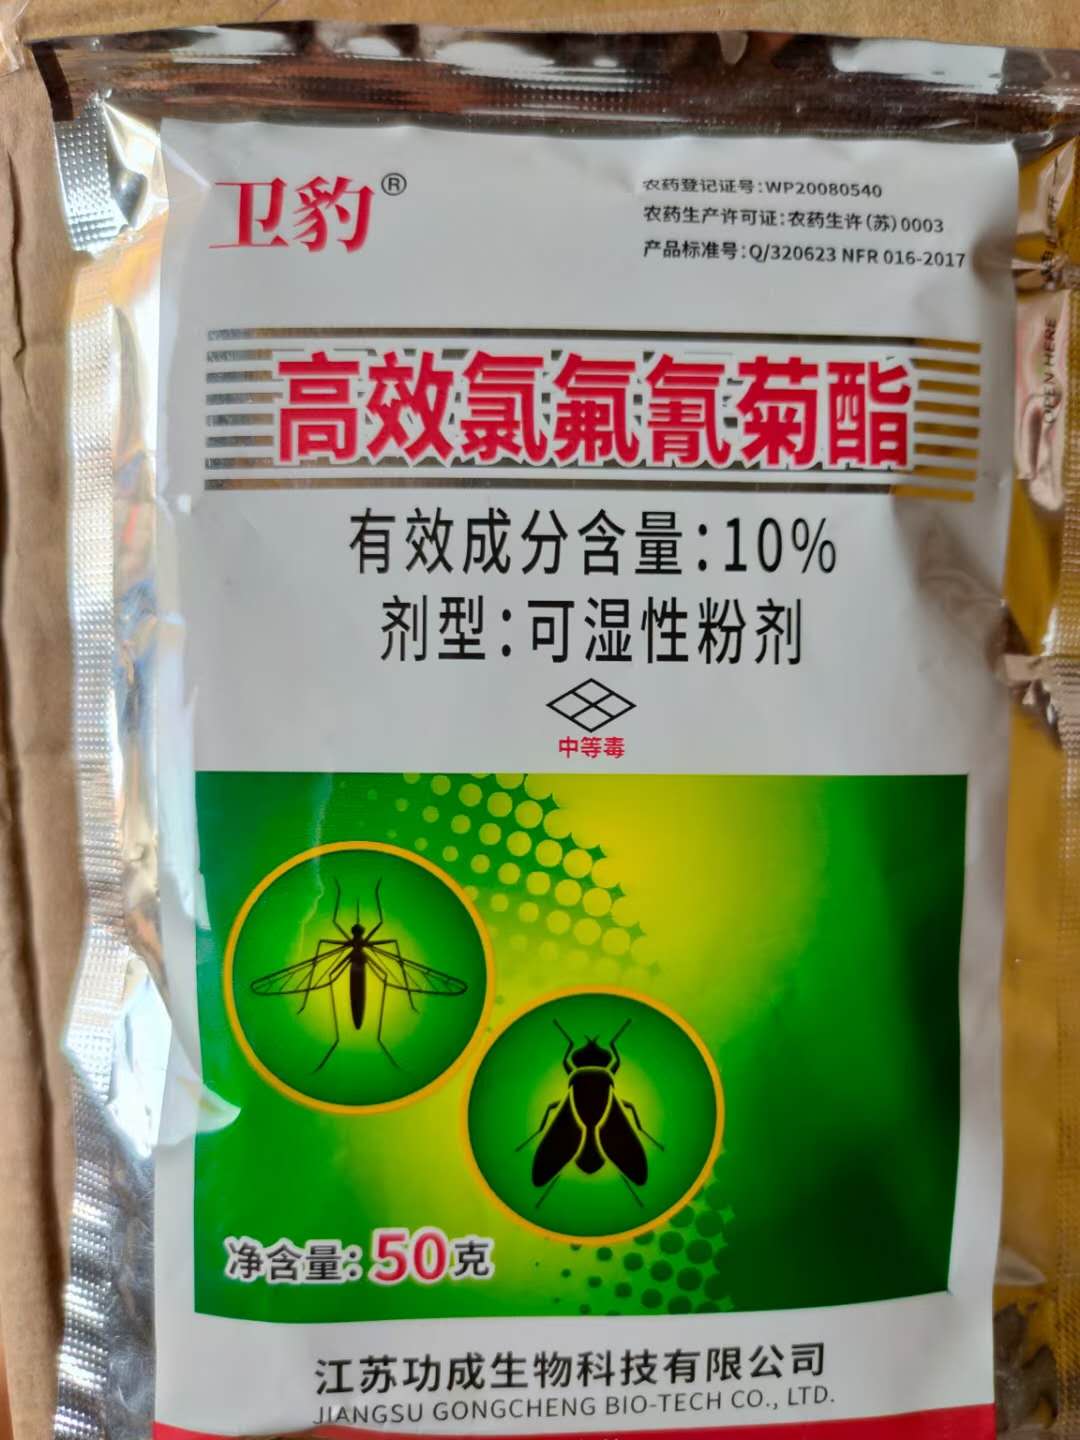 卫豹®
农药登记证号:WP20080540
农药生产许可证:农药生许(苏)0003
产品标准号:Q/320623 NFR 016-2017
高效氯氟氰菊酯
有效成分含量:10%
剂型:可湿性粉剂
中等毒
OPEN HERE
净含量:50克
江苏功成生物科技有限公司
JIANGSU GONGCHENG BIO-TECH CO., LTD.